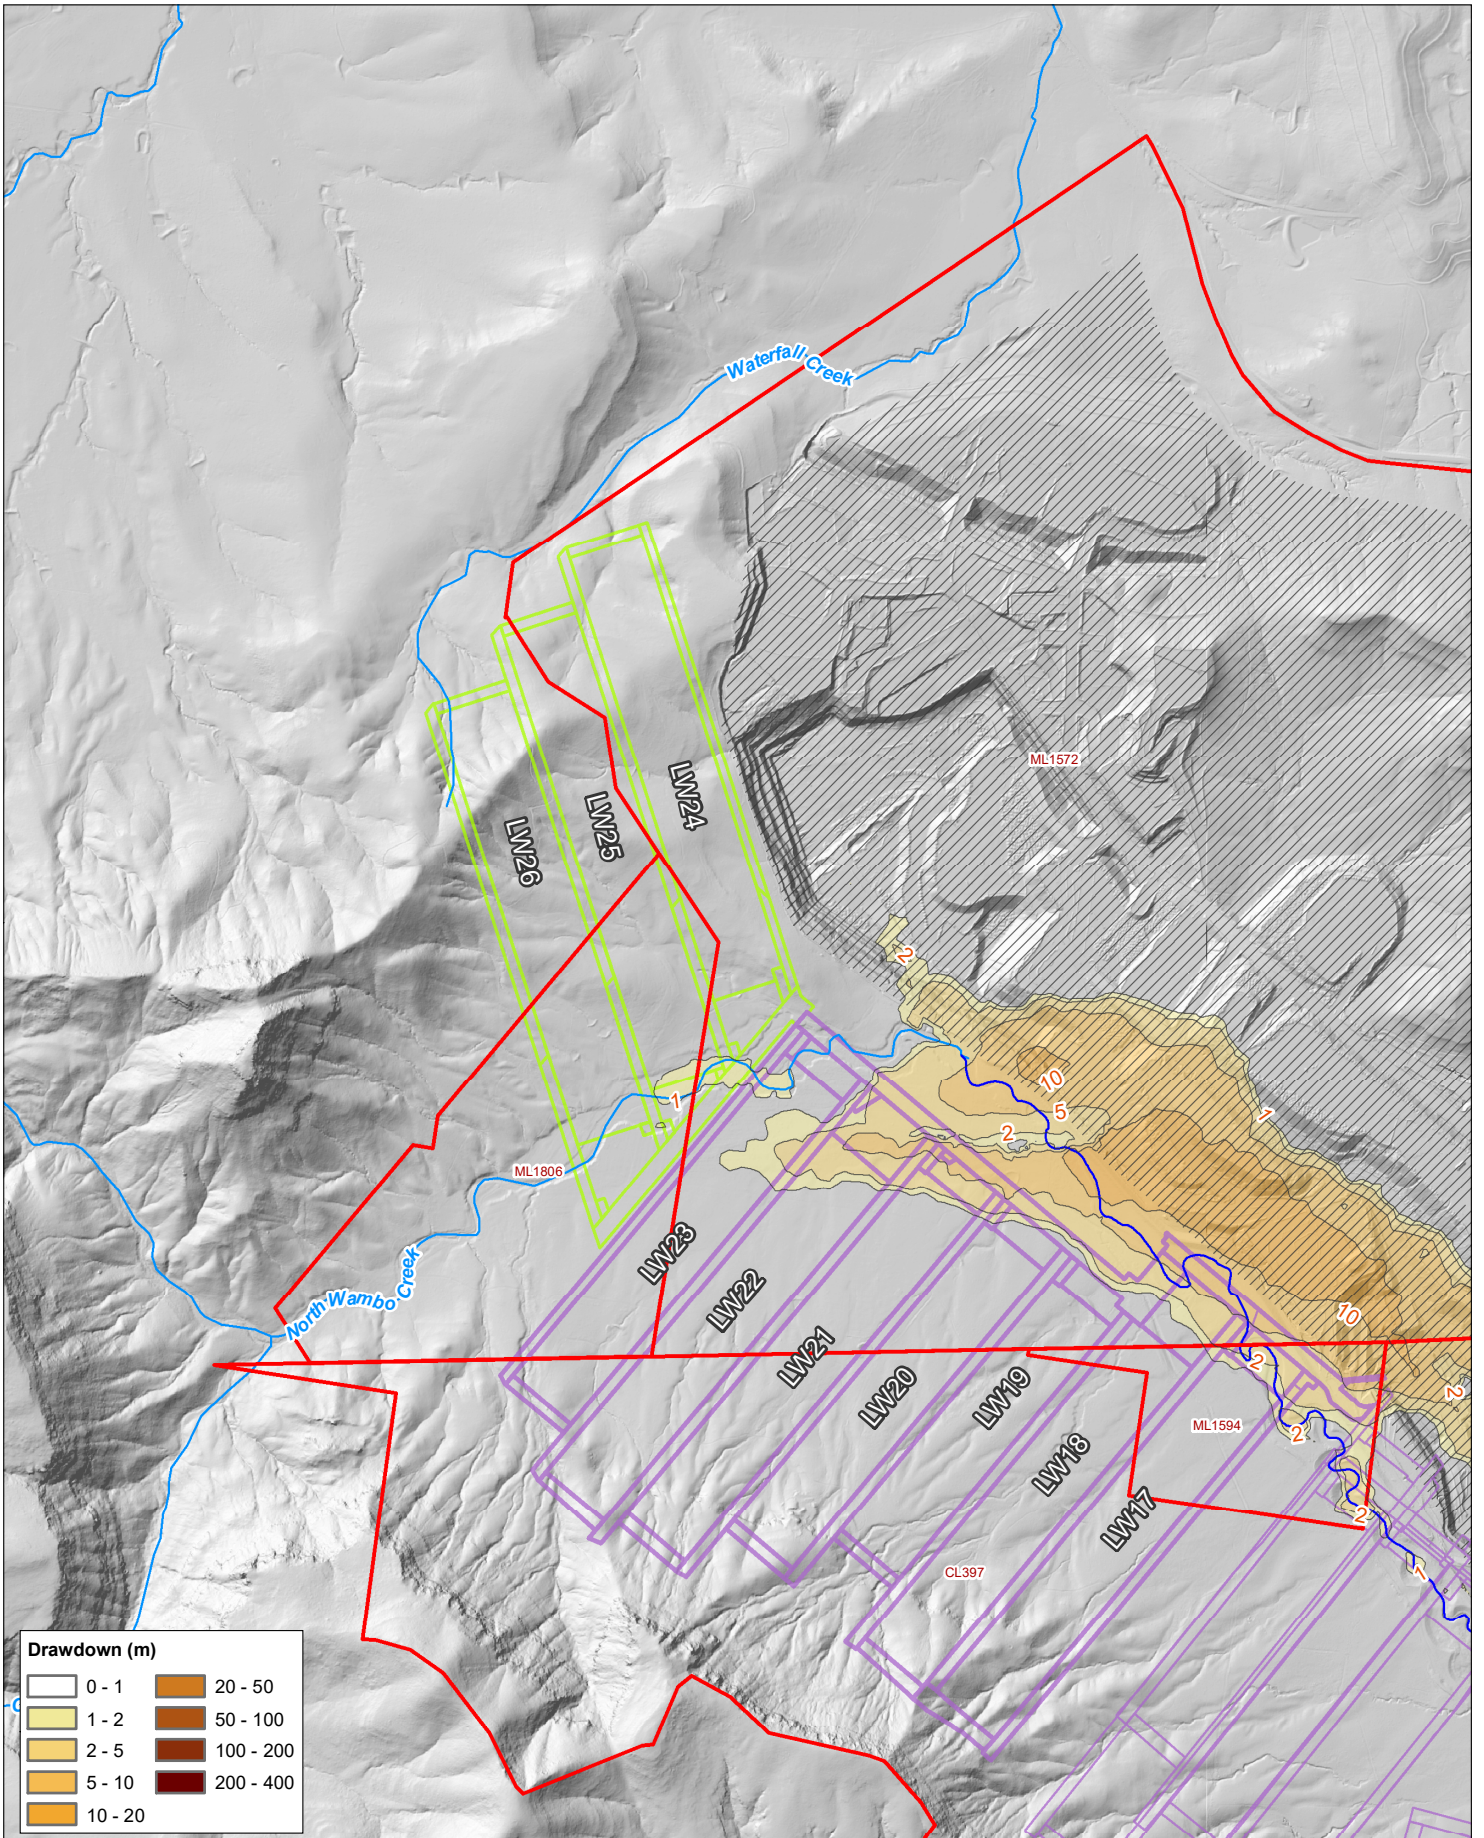 Waterfall Creek
ML1572
LW24
LW25
LW26
2
10
5
1
2
1
ML1806
LW23
North Wambo Creek
LW22
10
LW21
2
LW20
LW19
2
ML1594
2
LW18
LW17
2
CL397
1
Drawdown (m)
0 - 1
1 - 2
2 - 5
5 - 10
10 - 20
20 - 50
50 - 100
100 - 200
200 - 400